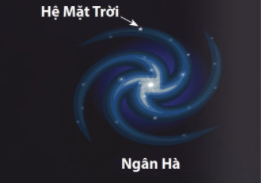 Hệ Mặt Trời
Ngân Hà